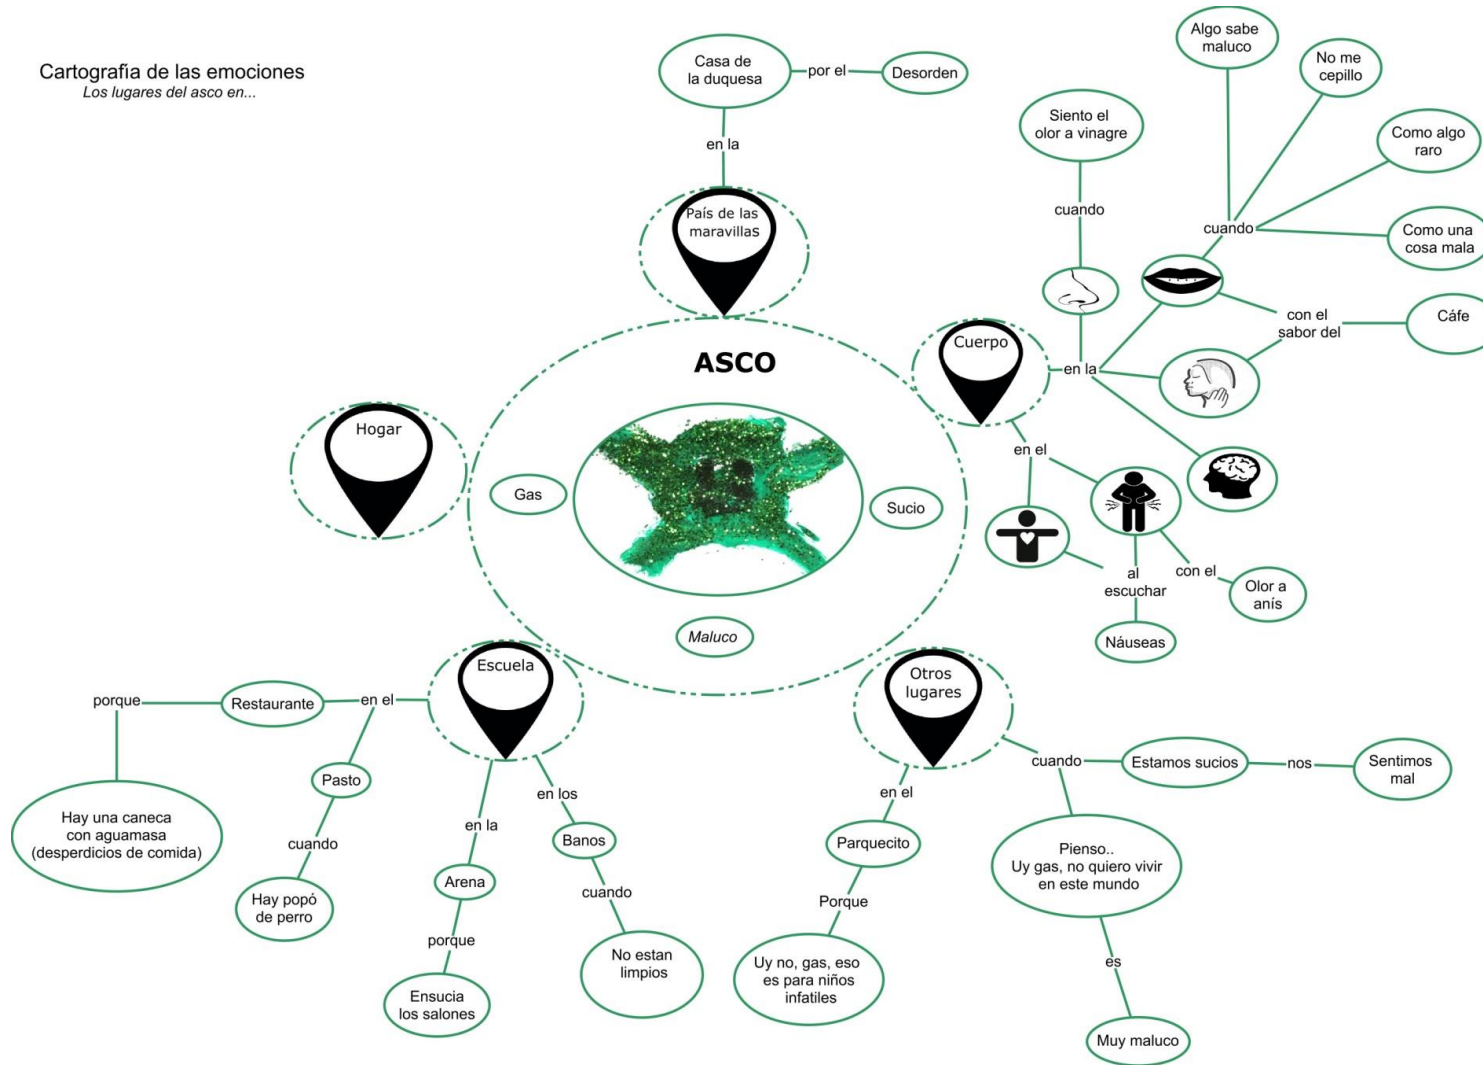 Cartografía de las emociones
Los lugares del asco en...
Casa de
la duquesa
por el
Desorden
en la
País de las
maravillas
ASCO
Gas
Sucio
Maluco
Hogar
Cuerpo
en la
cuando
Siento el
olor a vinagre
cuando
Algo sabe
maluco
No me
cepillo
Como algo
raro
Como una
cosa mala
con el
sabor del
Cáfe
en el
al
escuchar
Náuseas
con el
Olor a
anís
Escuela
en el
Restaurante
porque
Hay una caneca
con aguamasa
(desperdicios de comida)
Pasto
cuando
Hay popó
de perro
en la
Arena
porque
Ensucia
los salones
en los
Banos
cuando
No estan
limpios
Otros
lugares
en el
Parquecito
Porque
Uy no, gas, eso
es para niños
infatiles
cuando
Estamos sucios
nos
Sentimos
mal
Pienso..
Uy gas, no quiero vivir
en este mundo
es
Muy maluco